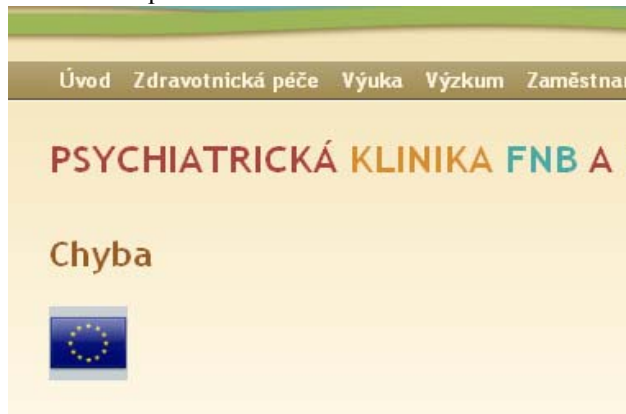 Úvod Zdravotnická péče Výuka Výzkum
PSYCHIATRICKÁ KLINIKA FNB A
Chyba